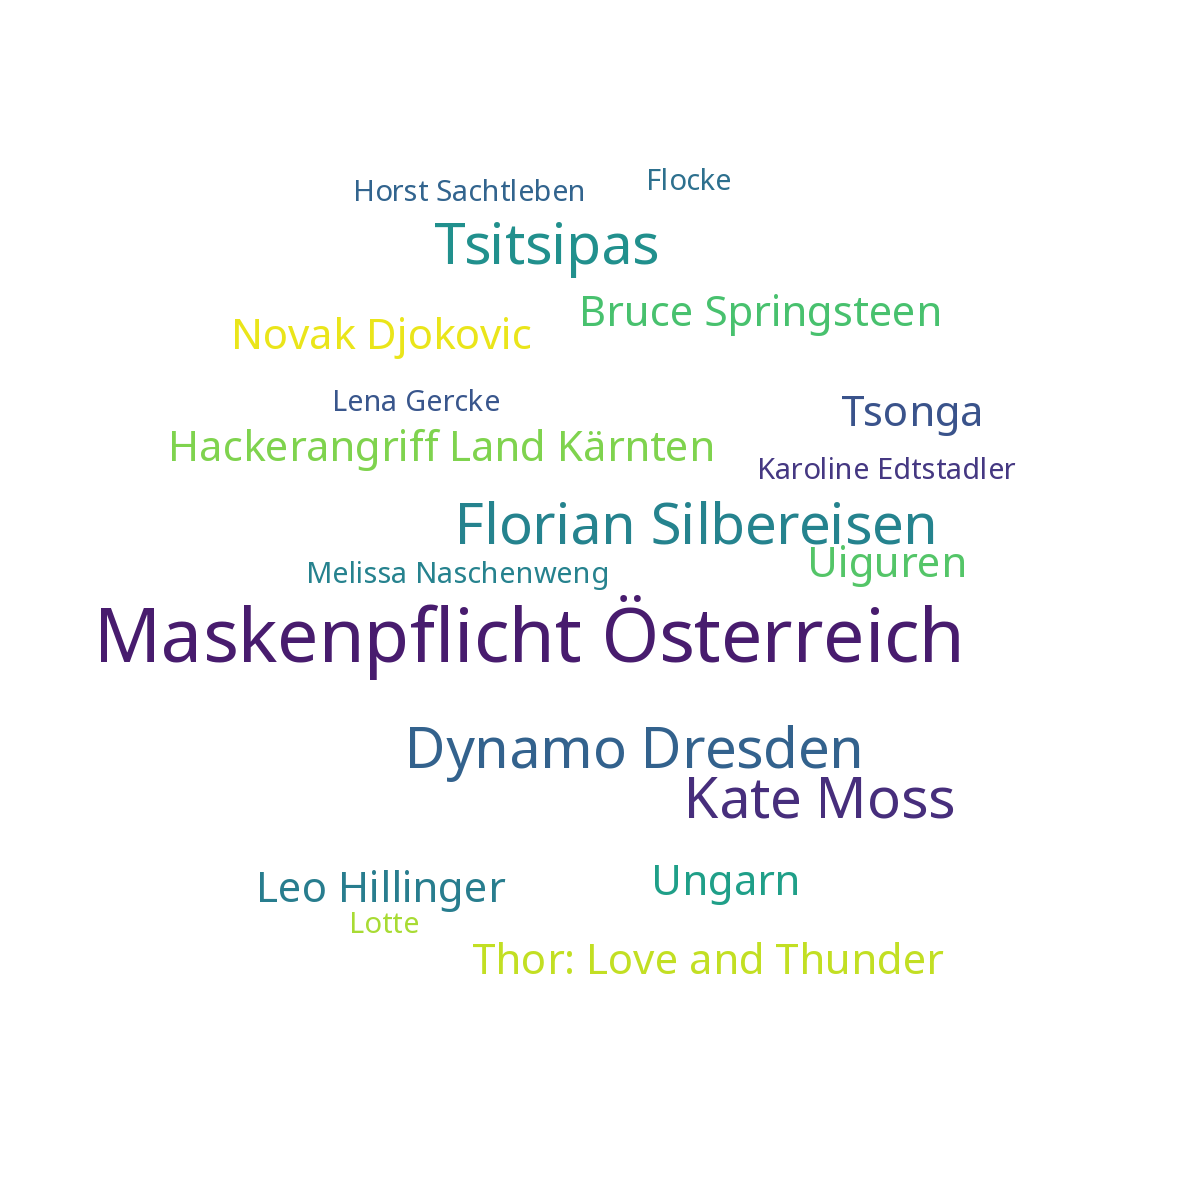 Flocke
Horst Sachtleben
Tsitsipas
Bruce Springsteen
Novak Djokovic
Lena Gercke
Tsonga
Hackerangriff Land Kärnten
Karoline Edtstadler
Florian Silbereisen
Uiguren
Melissa Naschenweng
Maskenpflicht Österreich
Dynamo Dresden
Kate Moss
Leo Hillinger
Ungarn
Lotte
Thor: Love and Thunder